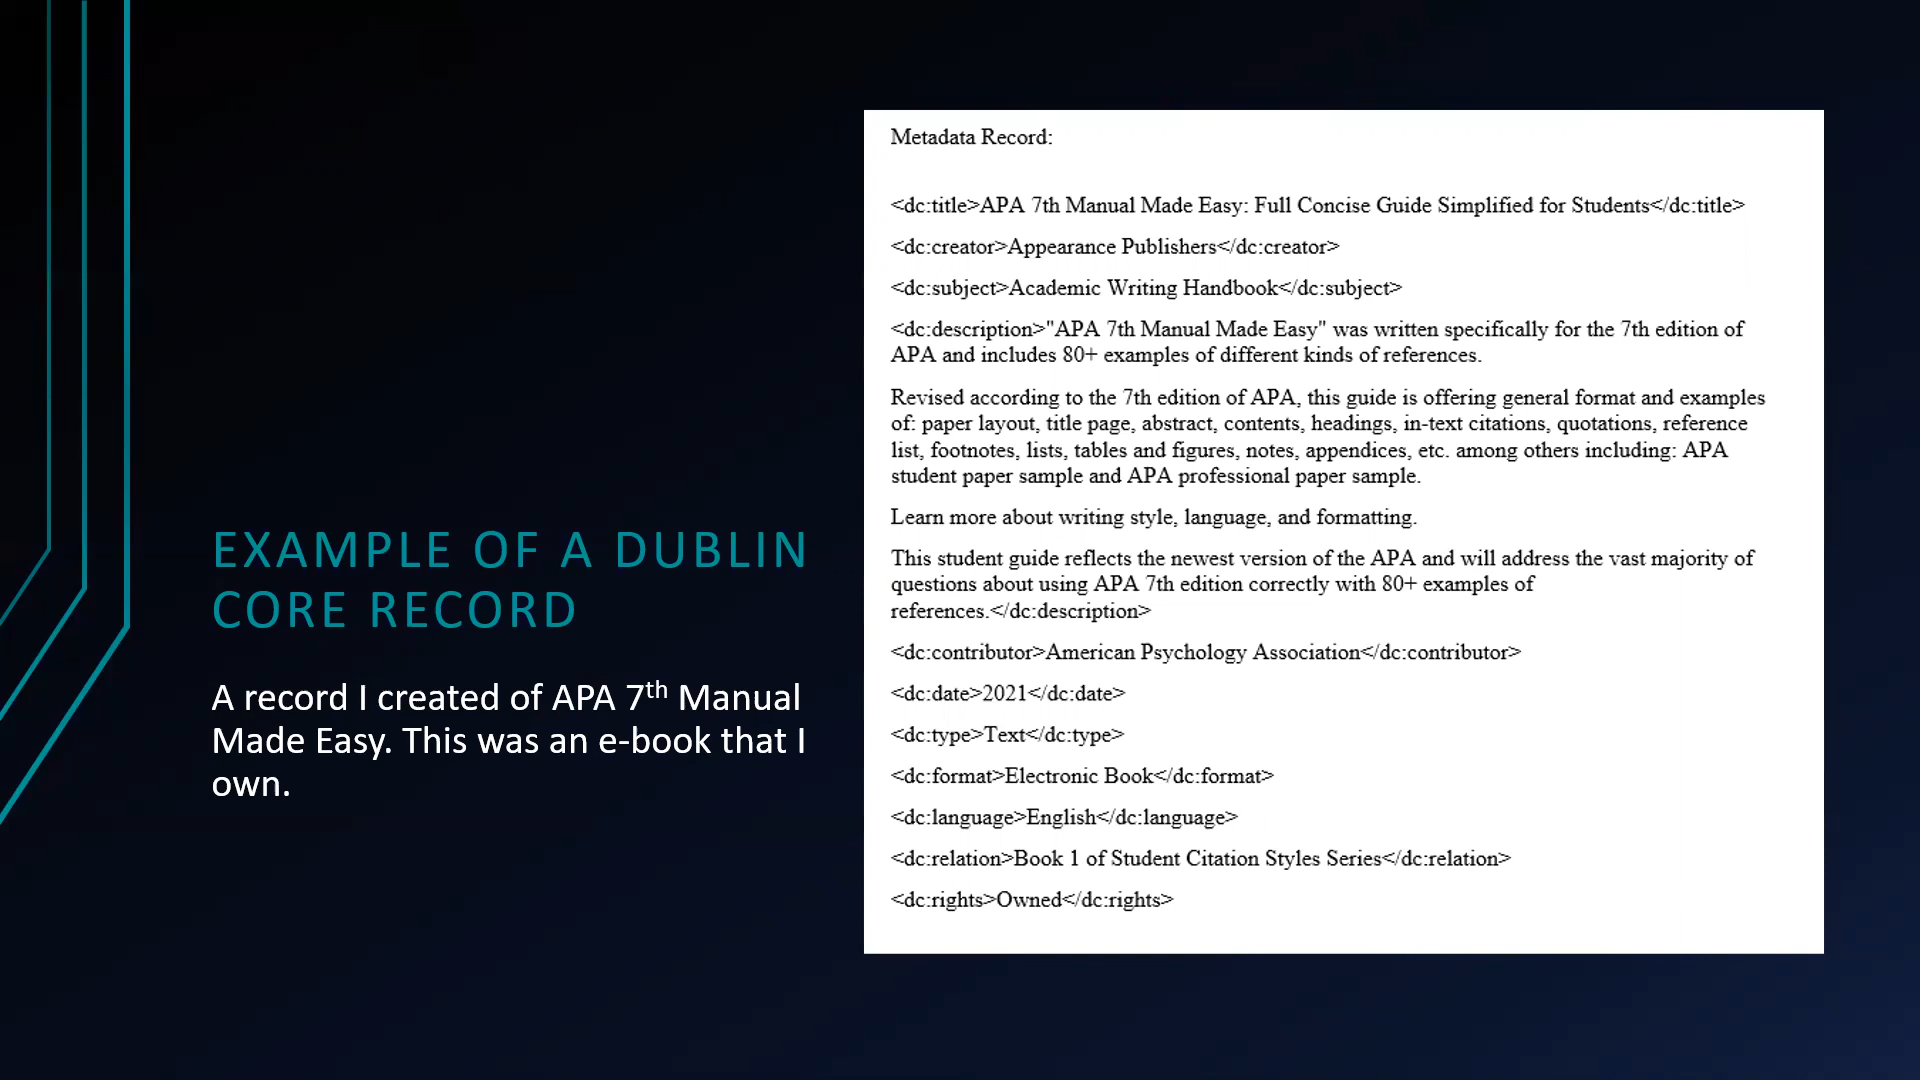 EXAMPLE OF A DUBLIN
CORE RECORD
A record I created of APA 7th Manual
Made Easy. This was an e-book that I
own.
Metadata Record:
<dc:title>APA 7th Manual Made Easy: Full Concise Guide Simplified for Students</dc:title>
<dc:creator>Appearance Publishers</dc:creator>
<dc:subject>Academic Writing Handbook</dc:subject>
<dc:description>"APA 7th Manual Made Easy" was written specifically for the 7th edition of
APA and includes 80+ examples of different kinds of references.
Revised according to the 7th edition of APA, this guide is offering general format and examples
of: paper layout, title page, abstract, contents, headings, in-text citations, quotations, reference
list, footnotes, lists, tables and figures, notes, appendices, etc. among others including: APA
student paper sample and APA professional paper sample.
Learn more about writing style, language, and formatting.
This student guide reflects the newest version of the APA and will address the vast majority of
questions about using APA 7th edition correctly with 80+ examples of
references.</dc:description>
<dc:contributor>American Psychology Association</dc:contributor>
<dc:date>2021</dc:date>
<dc:type>Text</dc:type>
<dc:format>Electronic Book</dc:format>
<dc:language>English</dc:language>
<dc:relation>Book 1 of Student Citation Styles Series</dc:relation>
<dc:rights>Owned</dc:rights>